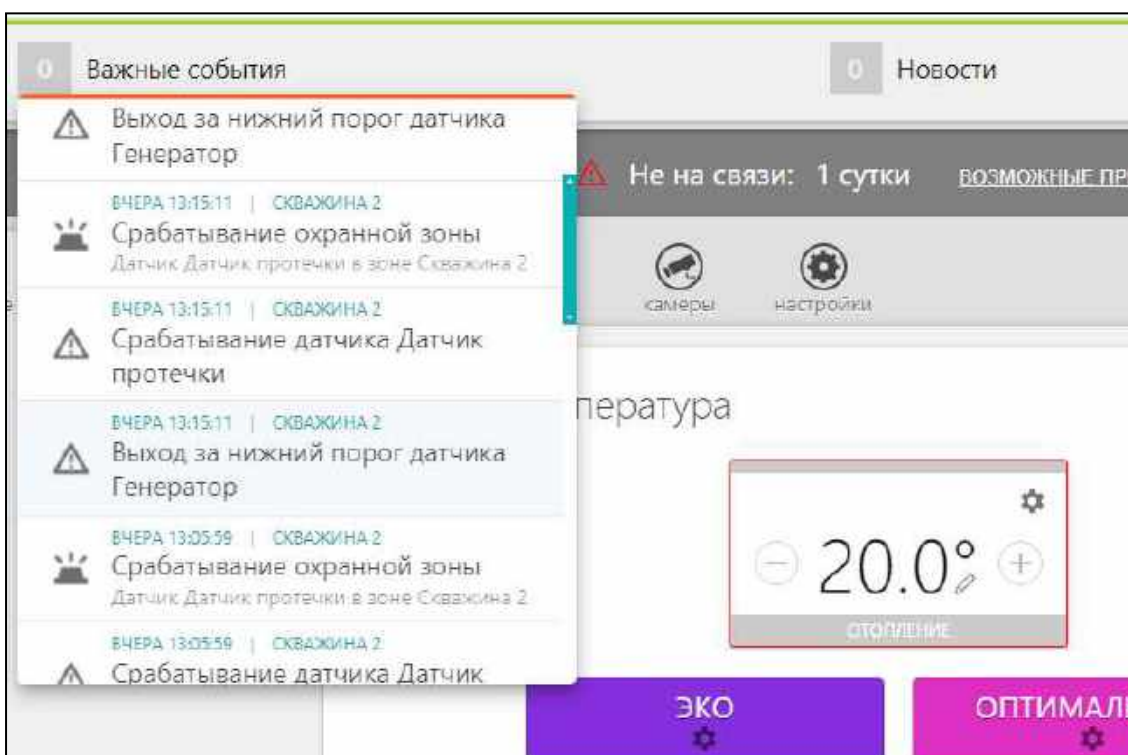 0 Важные события
0 Новости
Выход за нижний порог датчика
Генератор
Не на связи: 1 сутки
ВОЗМОЖНЫЕ ПР
ВЧЕРА 13:15:11 | СКВАЖИНА 2
Срабатывание охранной зоны
Датчик Датчик протечки в зоне Скважина 2
камеры
настройки
ВЧЕРА 13:15:11 | СКВАЖИНА 2
Срабатывание датчика Датчик
протечки
пература
ВЧЕРА 13:15:11 | СКВАЖИНА 2
Выход за нижний порог датчика
Генератор
20.0°
ОТОПЛЕНИЕ
ВЧЕРА 13:05:59 | СКВАЖИНА 2
Срабатывание охранной зоны
Датчик Датчик протечки в зоне Скважина 2
ВЧЕРА 13:05:59 | СКВАЖИНА 2
Срабатывание датчика Датчик
ЭКО
ОПТИМАЛ